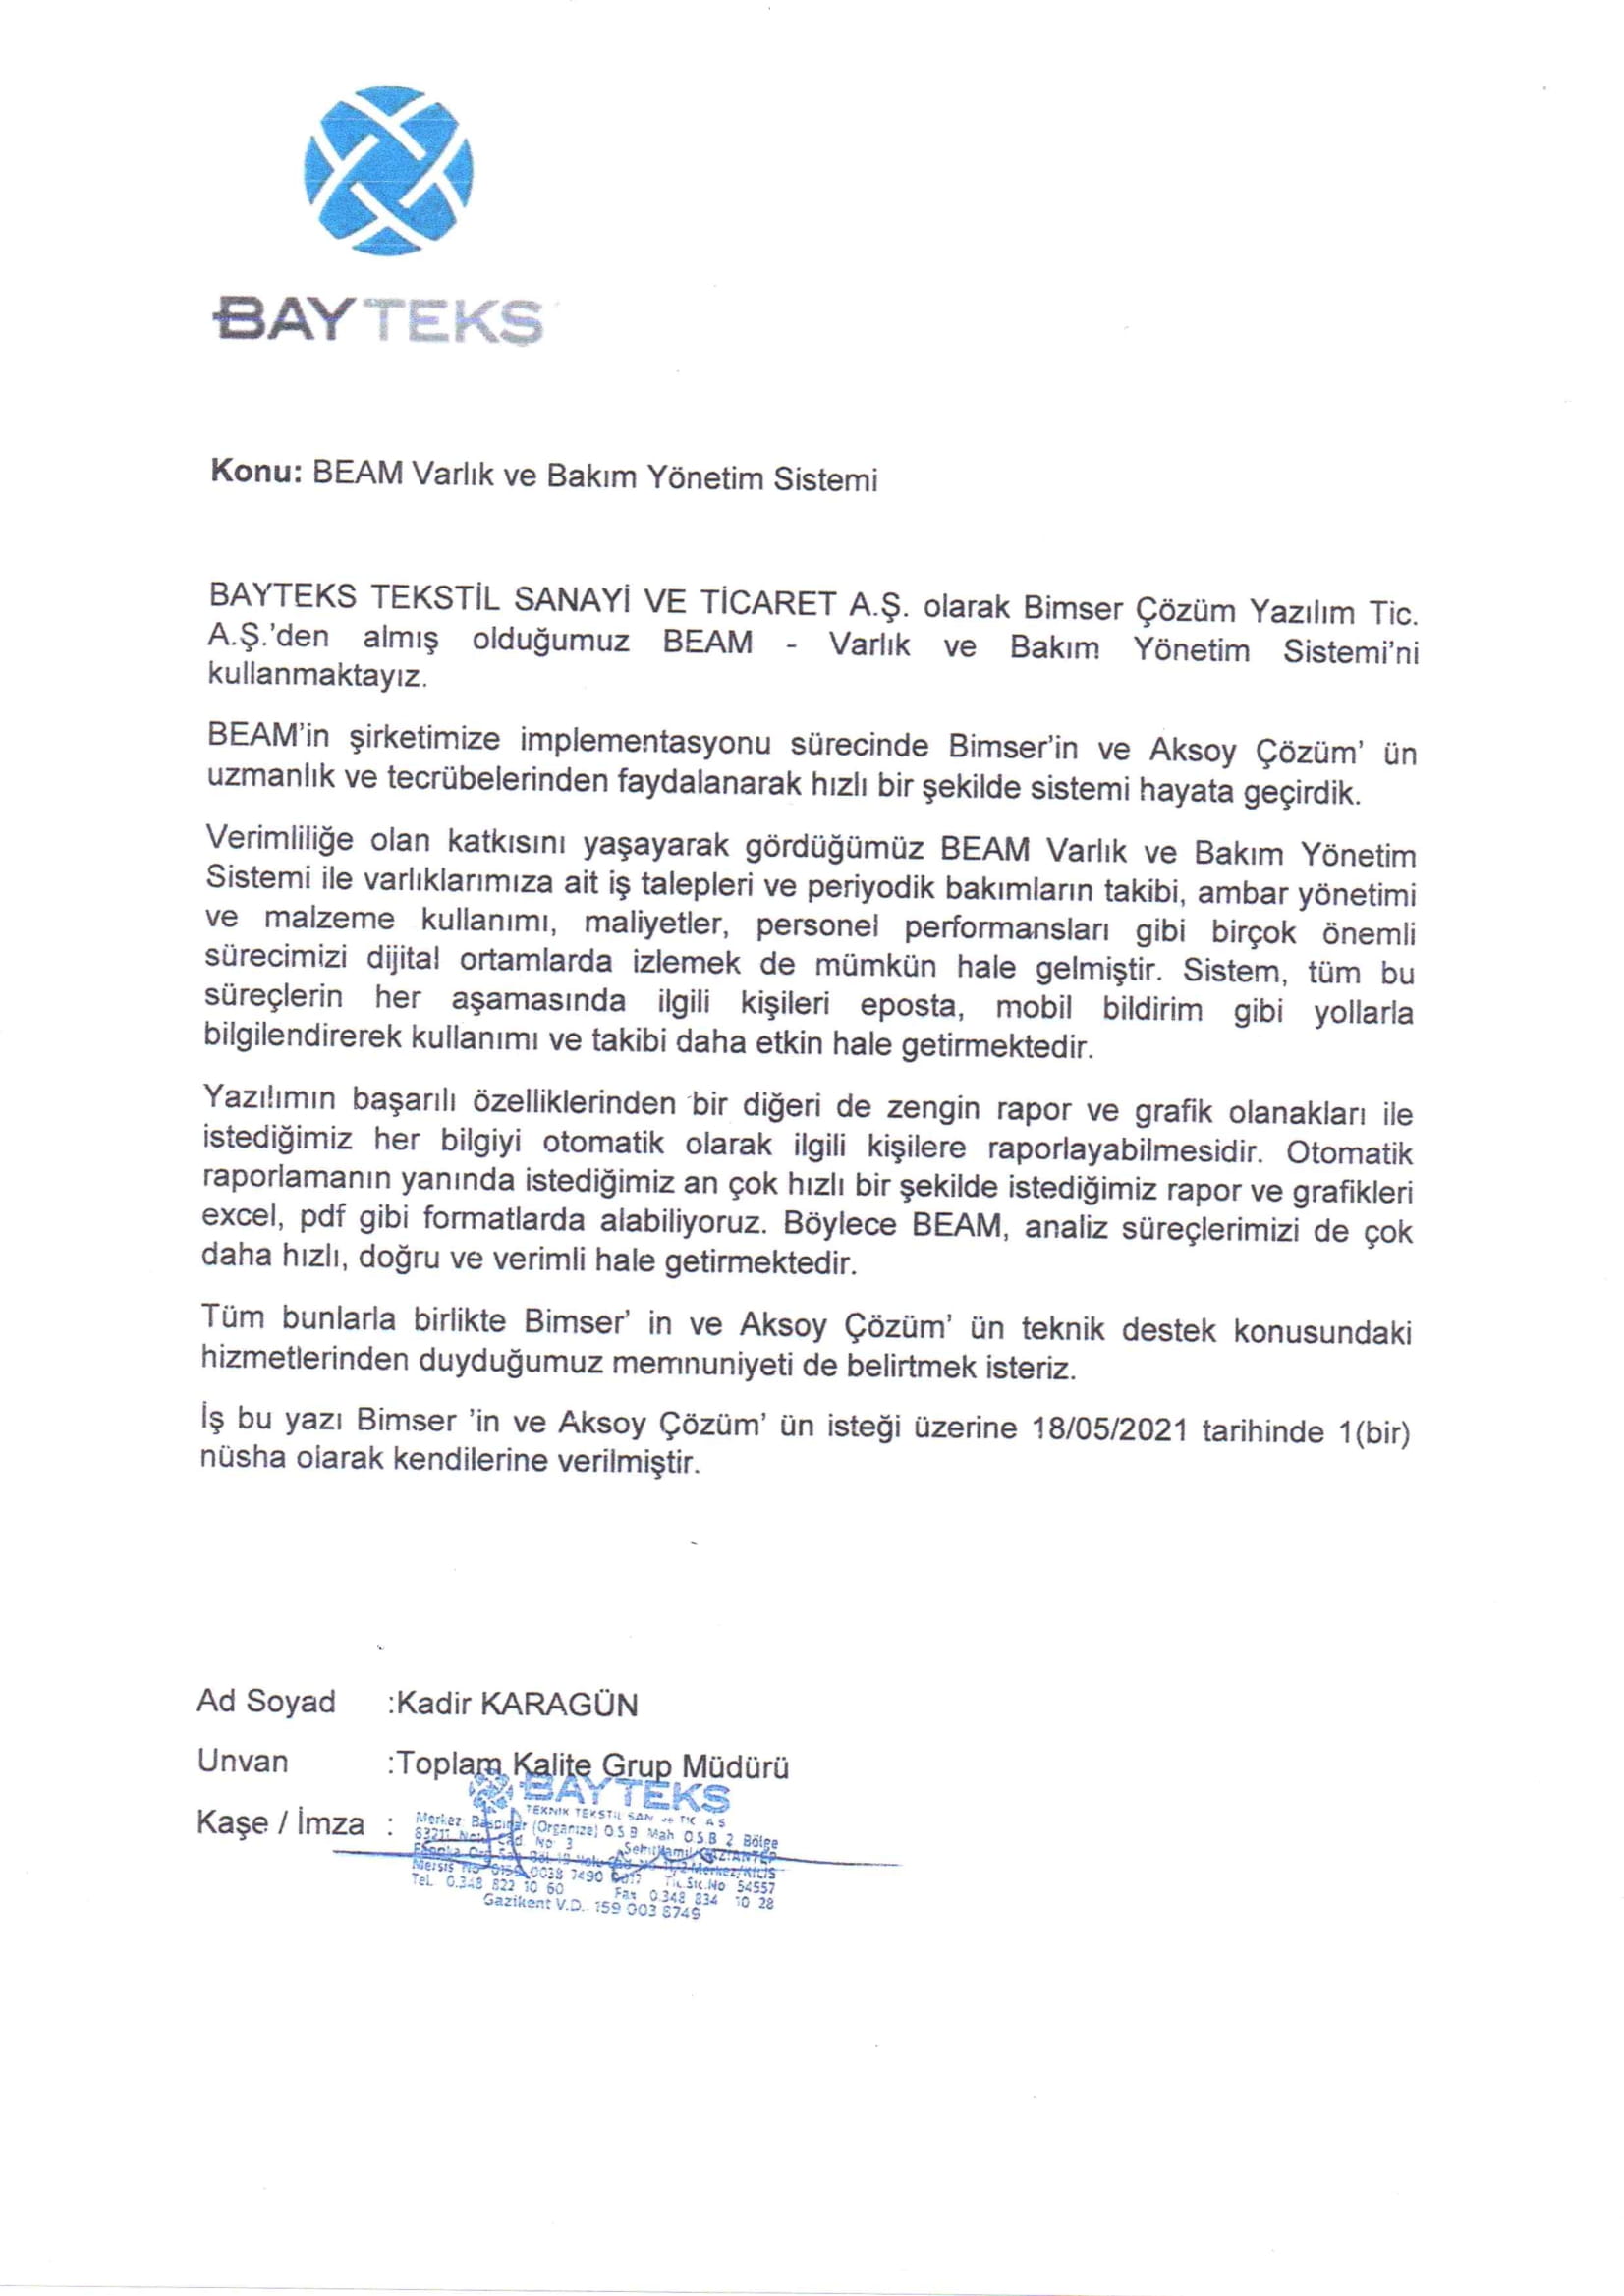 BAYTEKS
Konu: BEAM Varlık ve Bakım Yönetim Sistemi
BAYTEKS TEKSTİL SANAYİ VE TİCARET A.Ş. olarak Bimser Çözüm Yazılım Tic.
A.Ş.'den almış olduğumuz BEAM - Varlık ve Bakım Yönetim Sistemi'ni
kullanmaktayız.
BEAM'in şirketimize implementasyonu sürecinde Bimser'in ve Aksoy Çözüm' ün
uzmanlık ve tecrübelerinden faydalanarak hızlı bir şekilde sistemi hayata geçirdik.
Verimliliğe olan katkısını yaşayarak gördüğümüz BEAM Varlık ve Bakım Yönetim
Sistemi ile varlıklarımıza ait iş talepleri ve periyodik bakımların takibi, ambar yönetimi
ve malzeme kullanımı, maliyetler, personel performansları gibi birçok önemli
sürecimizi dijital ortamlarda izlemek de mümkün hale gelmiştir. Sistem, tüm bu
süreçlerin her aşamasında ilgili kişileri eposta, mobil bildirim gibi yollarla
bilgilendirerek kullanımı ve takibi daha etkin hale getirmektedir.
Yazılımın başarılı özelliklerinden bir diğeri de zengin rapor ve grafik olanakları ile
istediğimiz her bilgiyi otomatik olarak ilgili kişilere raporlayabilmesidir. Otomatik
raporlamanın yanında istediğimiz an çok hızlı bir şekilde istediğimiz rapor ve grafikleri
excel, pdf gibi formatlarda alabiliyoruz. Böylece BEAM, analiz süreçlerimizi de çok
daha hızlı, doğru ve verimli hale getirmektedir.
Tüm bunlarla birlikte Bimser' in ve Aksoy Çözüm' ün teknik destek konusundaki
hizmetlerinden duyduğumuz memnuniyeti de belirtmek isteriz.
İş bu yazı Bimser 'in ve Aksoy Çözüm' ün isteği üzerine 18/05/2021 tarihinde 1(bir)
nüsha olarak kendilerine verilmiştir.
Ad Soyad :Kadir KARAGÜN
Unvan :Toplam Kalite Grup Müdürü
Kaşe / İmza :
BAYTEKS
TEKNİK TEKSTİL SAN. ve TİC. A.Ş.
Merkez: Başpınar (Organize) O.S.B Mah O.S.B 2. Bölge
83211 Cad. No: 3 Şehitkamil/GAZİANTEP
Merkez/KİLİS
Mersis No 0038 7490 Tic.Sic.No 54557
Tel. 0.348 822 10 60 Fax 0.348 834 10 28
Gazikent V.D. 159 003 8749